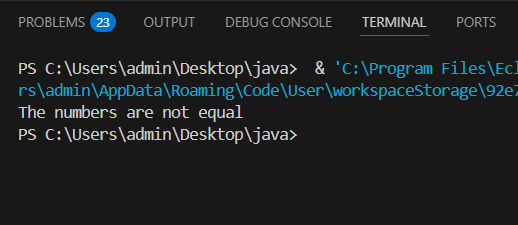 PROBLEMS 23 OUTPUT DEBUG CONSOLE TERMINAL PORTS
PS C:\Users\admin\Desktop\java>  & 'C:\Program Files\Ecl
rs\admin\AppData\Roaming\Code\User\workspaceStorage\92e7
The numbers are not equal
PS C:\Users\admin\Desktop\java>